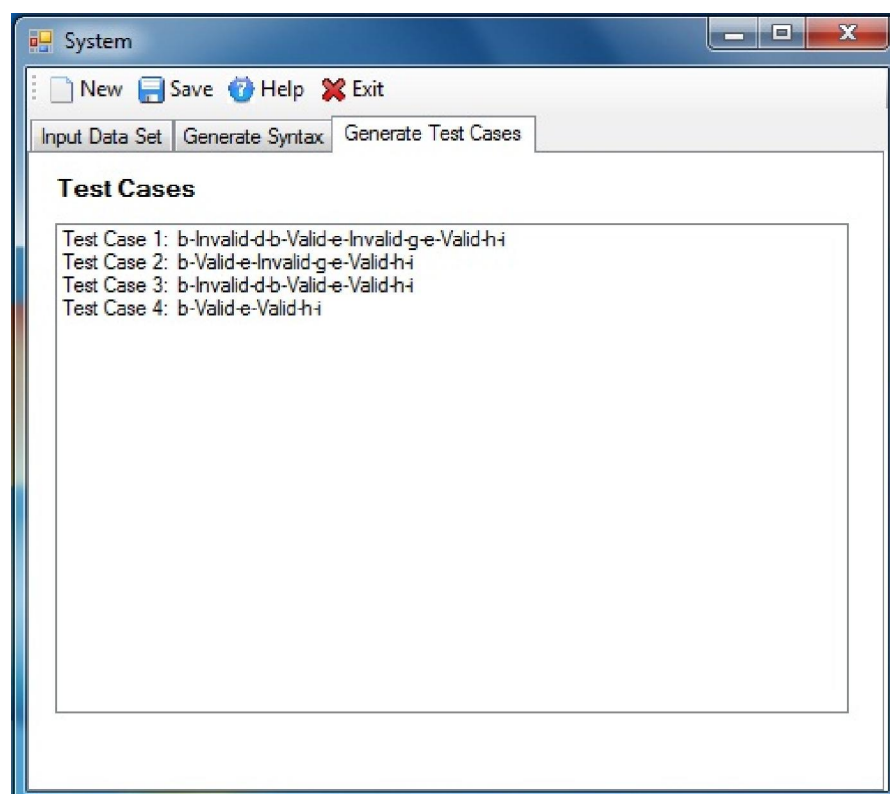 System
New Save Help Exit
Input Data Set Generate Syntax Generate Test Cases
Test Cases
Test Case 1: b-Invalid-d-b-Valid-e-Invalid-g-e-Valid-h-i
Test Case 2: b-Valid-e-Invalid-g-e-Valid-h-i
Test Case 3: b-Invalid-d-b-Valid-e-Valid-h-i
Test Case 4: b-Valid-e-Valid-h-i